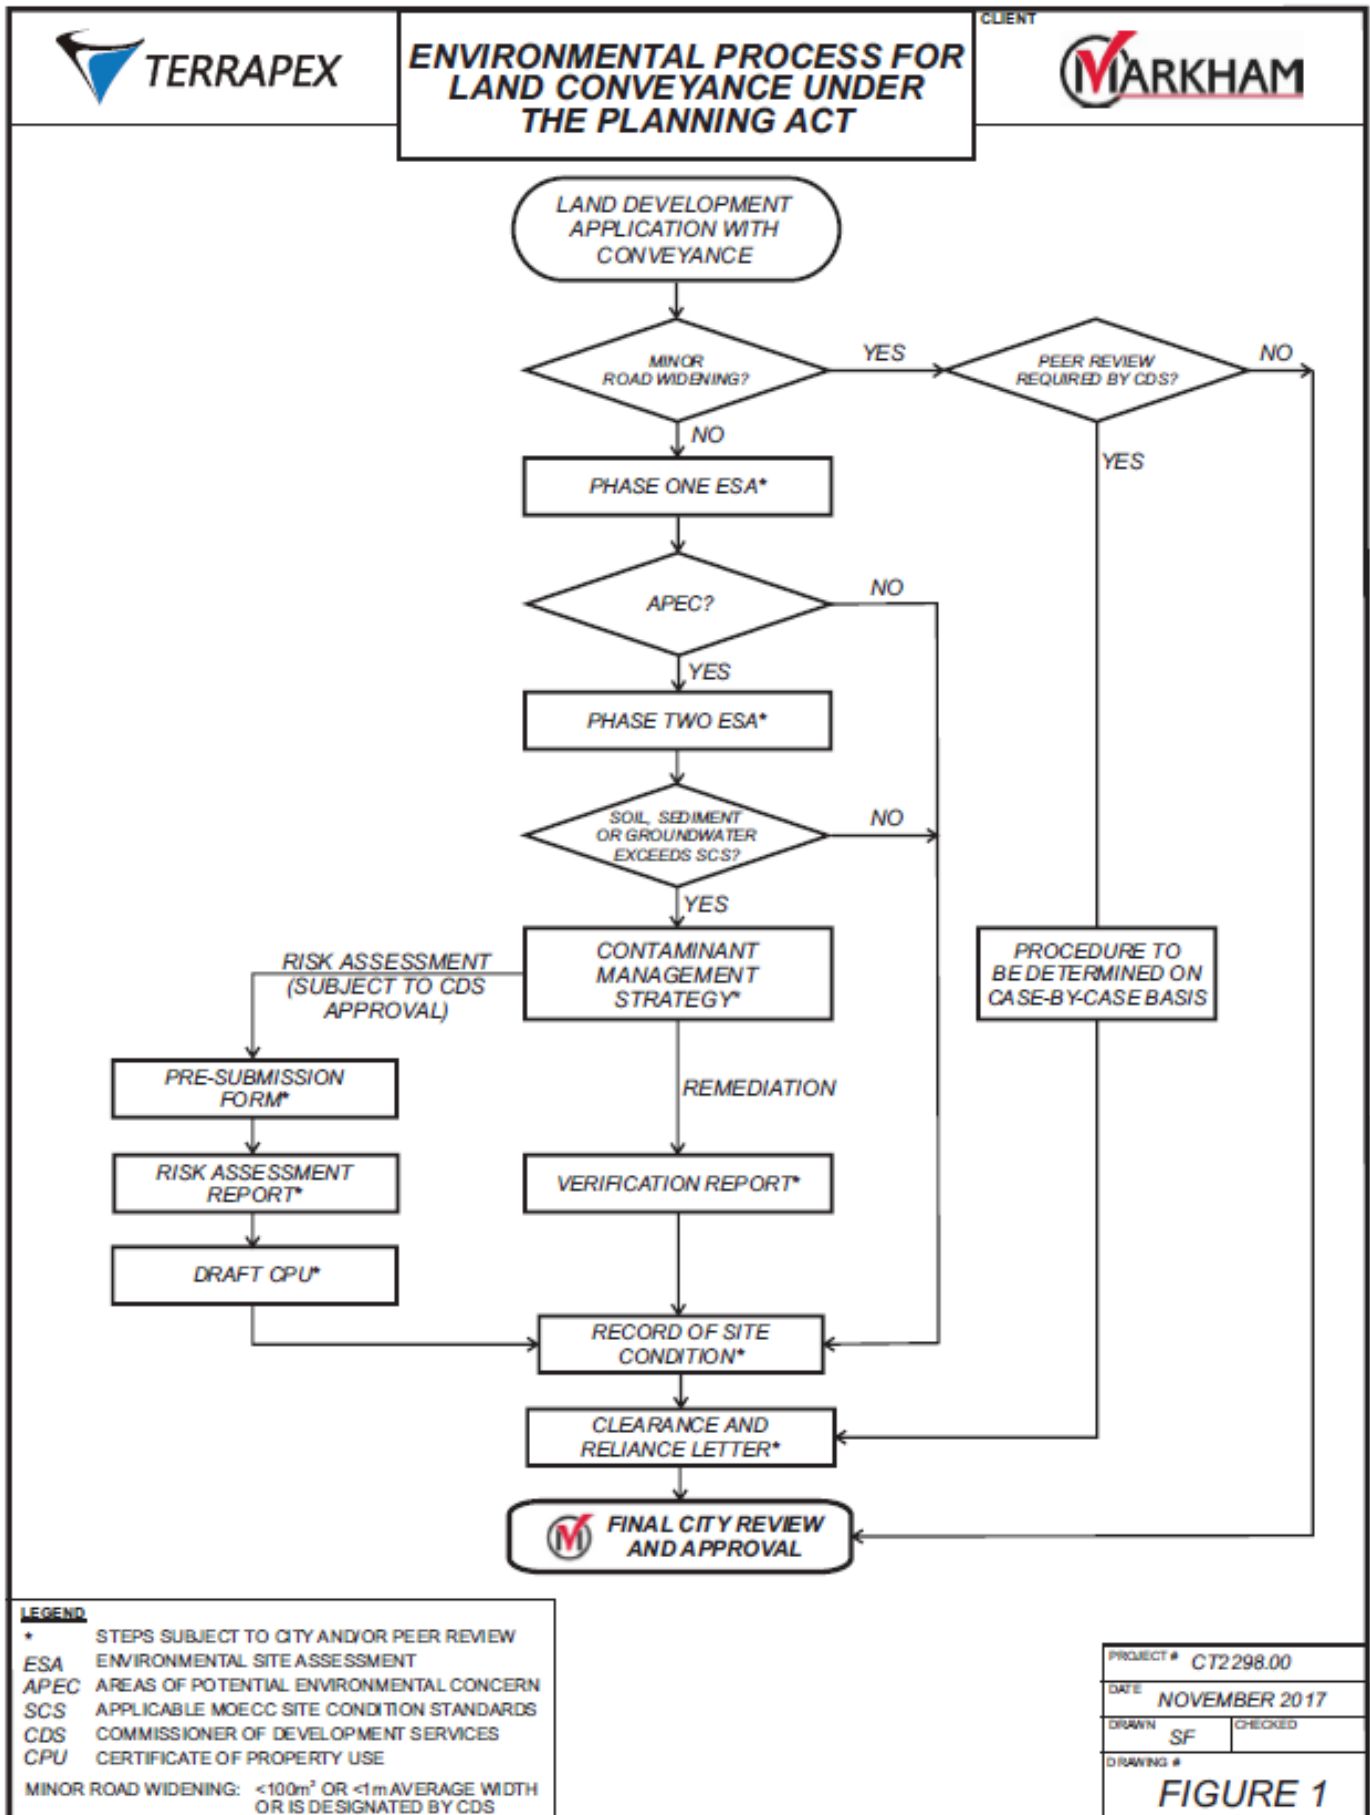 TERRAPEX
ENVIRONMENTAL PROCESS FOR
LAND CONVEYANCE UNDER
THE PLANNING ACT
CLIENT
MARKHAM
LAND DEVELOPMENT
APPLICATION WITH
CONVEYANCE
MINOR
ROAD WIDENING?
YES
PEER REVIEW
REQUIRED BY CDS?
NO
NO
YES
PHASE ONE ESA*
APEC?
NO
YES
PHASE TWO ESA*
SOIL, SEDIMENT
OR GROUNDWATER
EXCEEDS SCS?
NO
YES
CONTAMINANT
MANAGEMENT
STRATEGY*
RISK ASSESSMENT
(SUBJECT TO CDS
APPROVAL)
PROCEDURE TO
BE DETERMINED ON
CASE-BY-CASE BASIS
PRE-SUBMISSION
FORM*
REMEDIATION
RISK ASSESSMENT
REPORT*
VERIFICATION REPORT*
DRAFT CPU*
RECORD OF SITE
CONDITION*
CLEARANCE AND
RELIANCE LETTER*
M FINAL CITY REVIEW
AND APPROVAL
LEGEND
* STEPS SUBJECT TO CITY AND/OR PEER REVIEW
ESA ENVIRONMENTAL SITE ASSESSMENT
APEC AREAS OF POTENTIAL ENVIRONMENTAL CONCERN
SCS APPLICABLE MOECC SITE CONDITION STANDARDS
CDS COMMISSIONER OF DEVELOPMENT SERVICES
CPU CERTIFICATE OF PROPERTY USE
MINOR ROAD WIDENING: <100m² OR <1m AVERAGE WIDTH
OR IS DESIGNATED BY CDS
PROJECT # CT2298.00
DATE NOVEMBER 2017
DRAWN SF CHECKED
DRAWING #
FIGURE 1